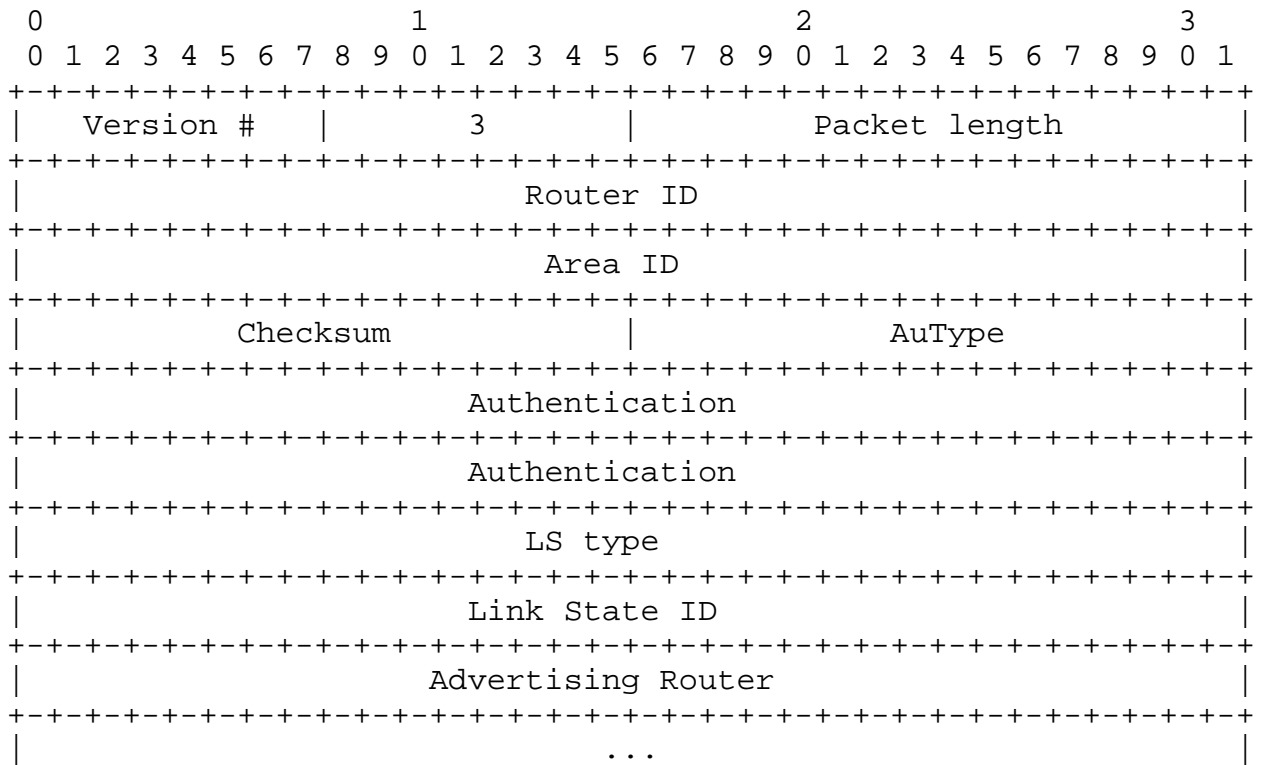 0                   1                   2                   3
0 1 2 3 4 5 6 7 8 9 0 1 2 3 4 5 6 7 8 9 0 1 2 3 4 5 6 7 8 9 0 1
+-+-+-+-+-+-+-+-+-+-+-+-+-+-+-+-+-+-+-+-+-+-+-+-+-+-+-+-+-+-+-+-+
|   Version #   |       3       |         Packet length         |
+-+-+-+-+-+-+-+-+-+-+-+-+-+-+-+-+-+-+-+-+-+-+-+-+-+-+-+-+-+-+-+-+
|                          Router ID                            |
+-+-+-+-+-+-+-+-+-+-+-+-+-+-+-+-+-+-+-+-+-+-+-+-+-+-+-+-+-+-+-+-+
|                           Area ID                             |
+-+-+-+-+-+-+-+-+-+-+-+-+-+-+-+-+-+-+-+-+-+-+-+-+-+-+-+-+-+-+-+-+
|           Checksum            |             AuType            |
+-+-+-+-+-+-+-+-+-+-+-+-+-+-+-+-+-+-+-+-+-+-+-+-+-+-+-+-+-+-+-+-+
|                       Authentication                          |
+-+-+-+-+-+-+-+-+-+-+-+-+-+-+-+-+-+-+-+-+-+-+-+-+-+-+-+-+-+-+-+-+
|                       Authentication                          |
+-+-+-+-+-+-+-+-+-+-+-+-+-+-+-+-+-+-+-+-+-+-+-+-+-+-+-+-+-+-+-+-+
|                          LS type                              |
+-+-+-+-+-+-+-+-+-+-+-+-+-+-+-+-+-+-+-+-+-+-+-+-+-+-+-+-+-+-+-+-+
|                       Link State ID                           |
+-+-+-+-+-+-+-+-+-+-+-+-+-+-+-+-+-+-+-+-+-+-+-+-+-+-+-+-+-+-+-+-+
|                     Advertising Router                        |
+-+-+-+-+-+-+-+-+-+-+-+-+-+-+-+-+-+-+-+-+-+-+-+-+-+-+-+-+-+-+-+-+
|                              ...                              |